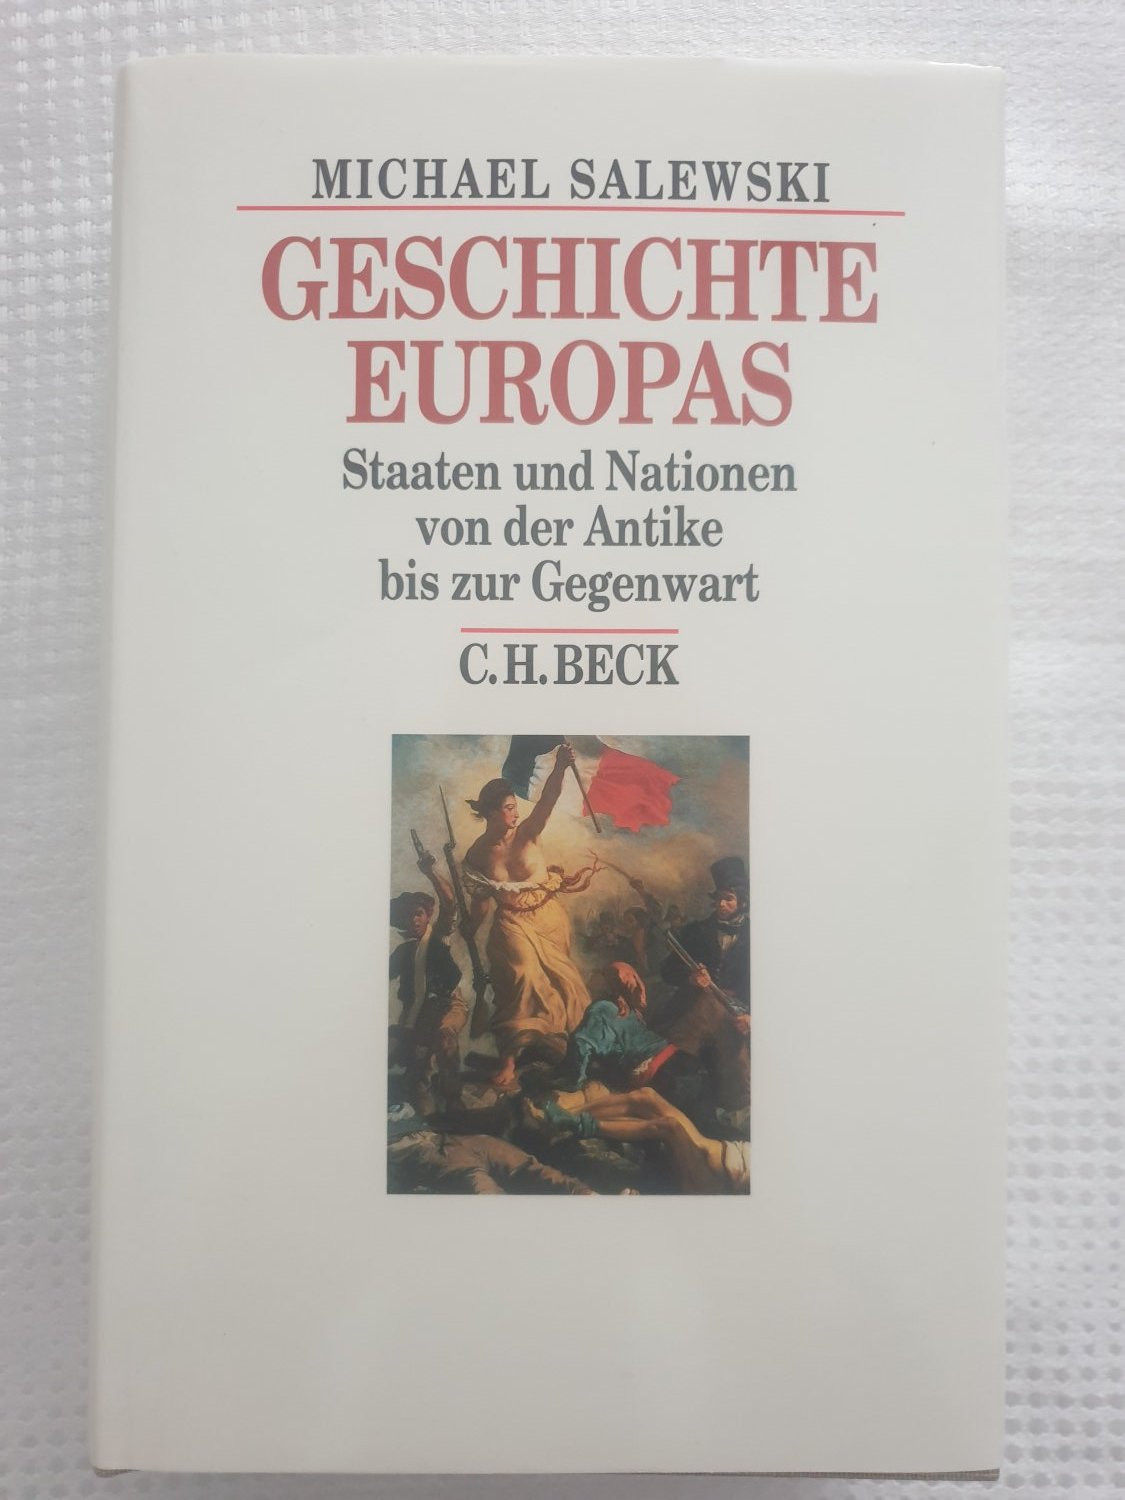 MICHAEL SALEWSKI
GESCHICHTE
EUROPAS
Staaten und Nationen
von der Antike
bis zur Gegenwart
C.H.BECK